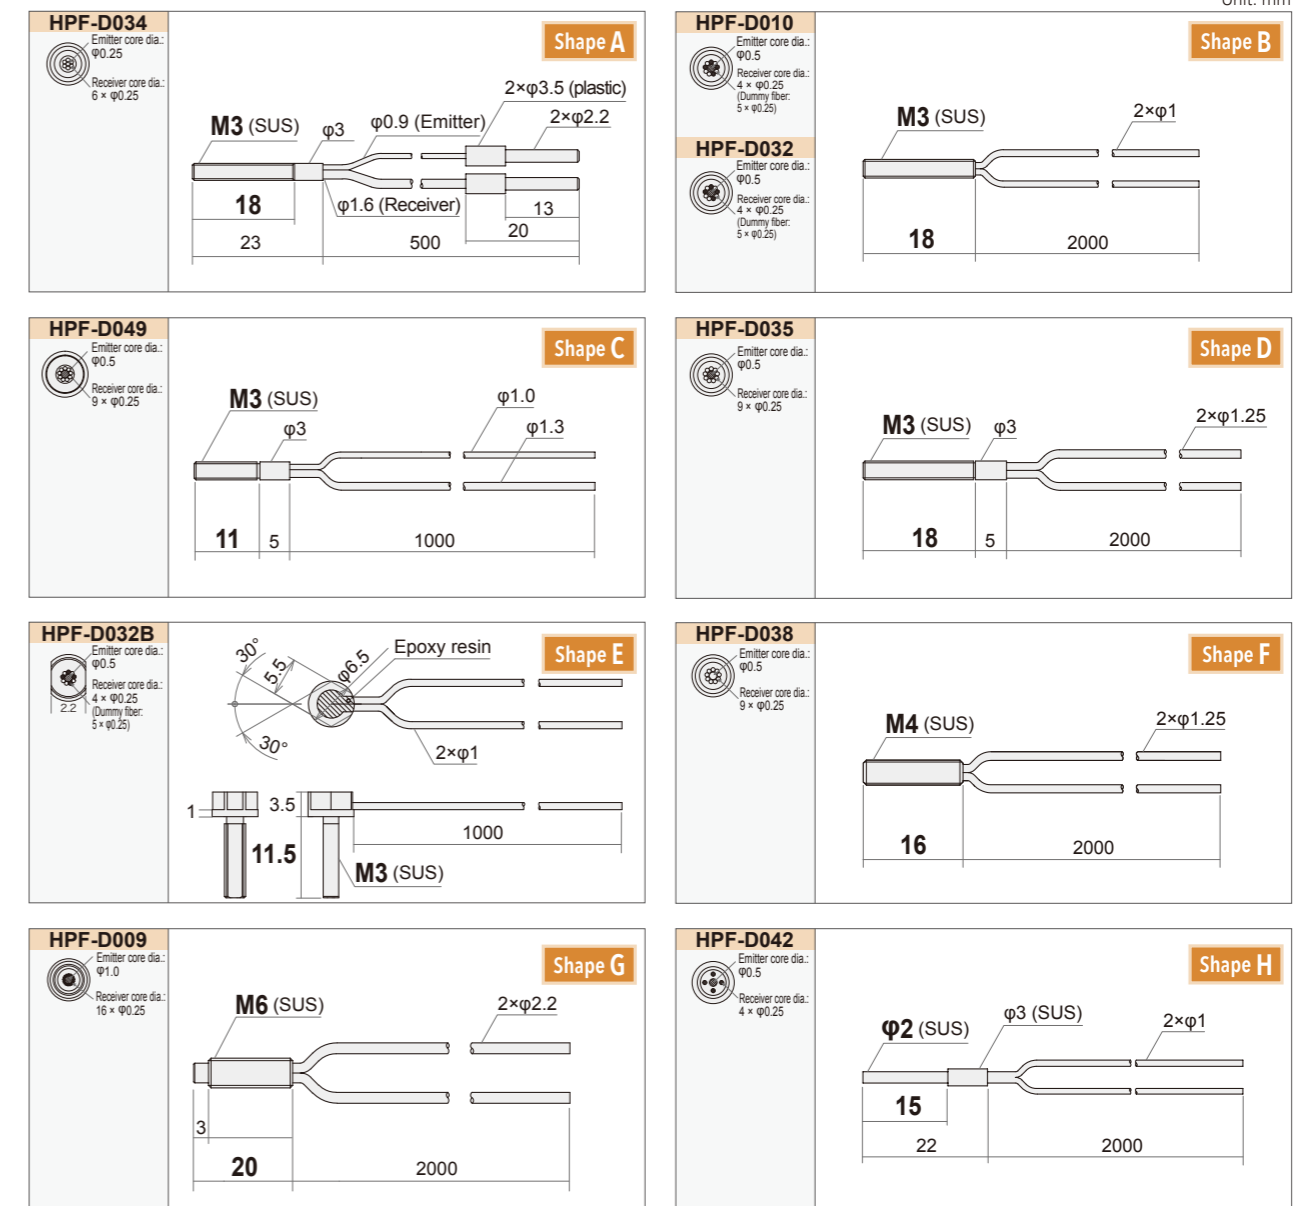 Unit: mm
HPF-D034
Emitter core dia.:
φ0.25
Receiver core dia.:
6 × φ0.25
Shape A
M3 (SUS)
φ3
φ0.9 (Emitter)
2×φ3.5 (plastic)
2×φ2.2
φ1.6 (Receiver)
18
13
20
23
500
HPF-D010
Emitter core dia.:
φ0.5
Receiver core dia.:
4 × φ0.25
(Dummy fiber:
5 × φ0.25)
HPF-D032
Emitter core dia.:
φ0.5
Receiver core dia.:
4 × φ0.25
(Dummy fiber:
5 × φ0.25)
Shape B
M3 (SUS)
2×φ1
18
2000
HPF-D049
Emitter core dia.:
φ0.5
Receiver core dia.:
9 × φ0.25
Shape C
M3 (SUS)
φ3
φ1.0
φ1.3
11
5
1000
HPF-D035
Emitter core dia.:
φ0.5
Receiver core dia.:
9 × φ0.25
Shape D
M3 (SUS)
φ3
2×φ1.25
18
5
2000
HPF-D032B
Emitter core dia.:
φ0.5
Receiver core dia.:
4 × φ0.25
(Dummy fiber:
5 × φ0.25)
2.2
Shape E
30°
5.5
φ6.5
Epoxy resin
30°
2×φ1
1
3.5
11.5
1000
M3 (SUS)
HPF-D038
Emitter core dia.:
φ0.5
Receiver core dia.:
9 × φ0.25
Shape F
M4 (SUS)
2×φ1.25
16
2000
HPF-D009
Emitter core dia.:
φ1.0
Receiver core dia.:
16 × φ0.25
Shape G
M6 (SUS)
2×φ2.2
3
20
2000
HPF-D042
Emitter core dia.:
φ0.5
Receiver core dia.:
4 × φ0.25
Shape H
φ2 (SUS)
φ3 (SUS)
2×φ1
15
22
2000